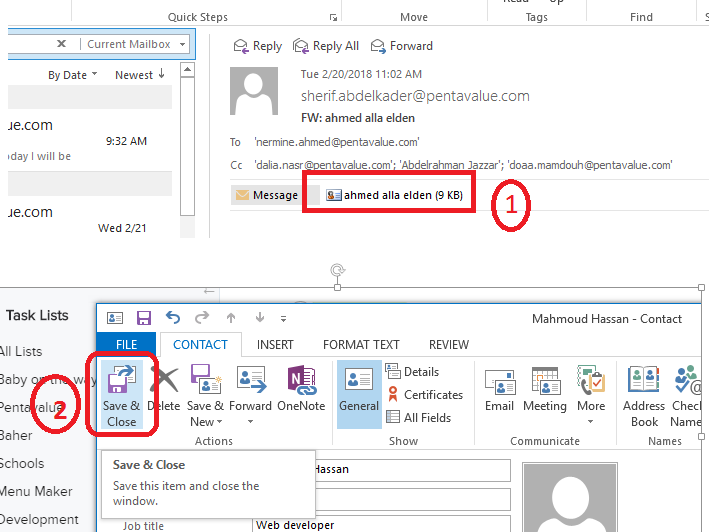 Quick Steps
Move
Tags
Find
Current Mailbox
Reply
Reply All
Forward
By Date
Newest
Tue 2/20/2018 11:02 AM
sherif.abdelkader@pentavalue.com
FW: ahmed alla elden
ue.com
9:32 AM
oday I will be
To 'nermine.ahmed@pentavalue.com'
Cc 'dalia.nasr@pentavalue.com'; 'Abdelrahman Jazzar'; 'doaa.mamdouh@pentavalue.com'
Message
ahmed alla elden (9 KB)
1
ue.com
Wed 2/21
Task Lists
All Lists
Baby on the way
Pentavalue
Baher
Schools
Menu Maker
Development
2
Mahmoud Hassan - Contact
FILE
CONTACT
INSERT
FORMAT TEXT
REVIEW
Save & Close
Delete
Save & New
Forward
OneNote
Actions
General
Details
Certificates
All Fields
Show
Email
Meeting
More
Communicate
Address Book
Check Name
Names
Save & Close
Save this item and close the
window.
Hassan
Job title
Web developer